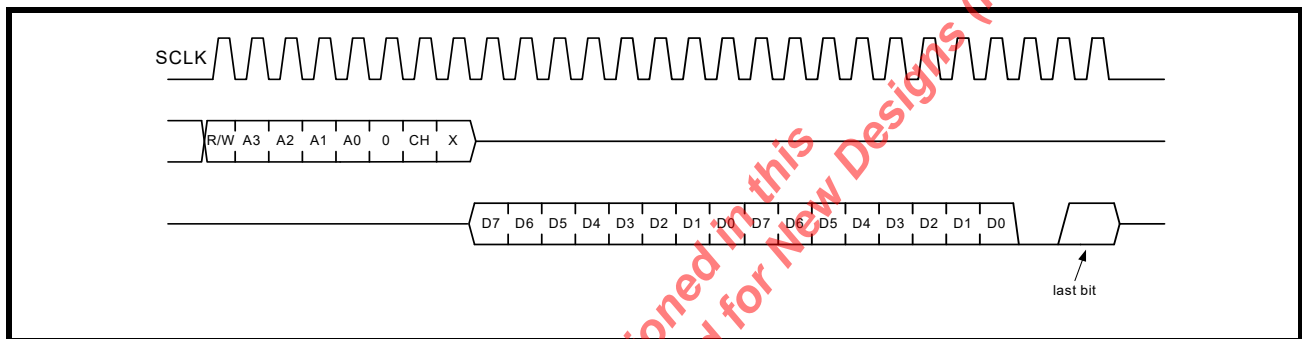 SCLK
R/W A3 A2 A1 A0 0 CH X
D7 D6 D5 D4 D3 D2 D1 D0 D7 D6 D5 D4 D3 D2 D1 D0
last bit
ioned in this
d for New Designs (